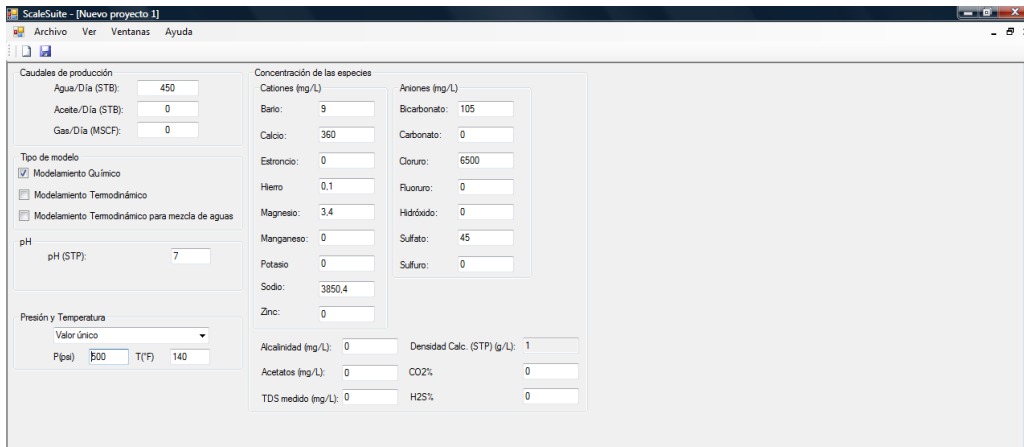 ScaleSuite - [Nuevo proyecto 1]
Archivo Ver Ventanas Ayuda
Caudales de producción
Agua/Día (STB): 450
Aceite/Día (STB): 0
Gas/Día (MSCF): 0
Tipo de modelo
Modelamiento Químico
Modelamiento Termodinámico
Modelamiento Termodinámico para mezcla de aguas
pH
pH (STP): 7
Presión y Temperatura
Valor único
P(psi) 500 T(°F) 140
Concentración de las especies
Cationes (mg/L)
Bario: 9
Calcio: 360
Estroncio: 0
Hierro 0,1
Magnesio: 3,4
Manganeso: 0
Potasio 0
Sodio: 3850,4
Zinc: 0
Aniones (mg/L)
Bicarbonato: 105
Carbonato: 0
Cloruro: 6500
Fluoruro: 0
Hidróxido: 0
Sulfato: 45
Sulfuro: 0
Alcalinidad (mg/L): 0 Densidad Calc. (STP) (g/L): 1
Acetatos (mg/L): 0 CO2% 0
TDS medido (mg/L): 0 H2S% 0